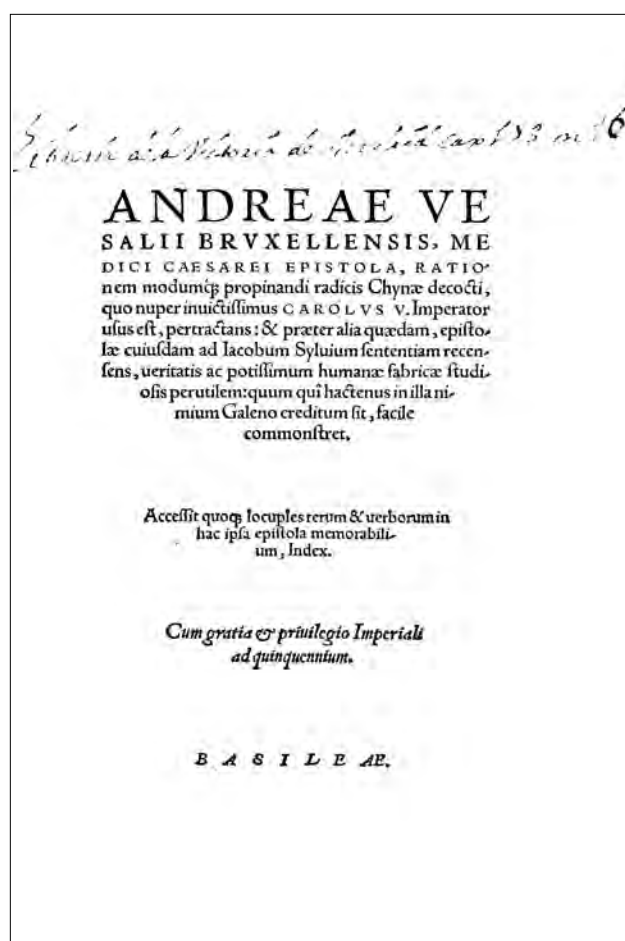 de
ANDREAE VE
SALII BRVXELLENSIS, ME
DICI CAESAREI EPISTOLA, RATIO-
nem modumq́; propinandi radicis Chynæ decocti,
quo nuper inuictiſſimus CAROLVS V. Imperator
uſus eſt, pertractans: & præter alia quædam, epiſto-
læ cuiuſdam ad Iacobum Syluium ſententiam recen-
ſens, ueritatis ac potiſſimum humanæ fabricæ ſtudi-
oſis perutilem: quum qui hactenus in illa ni-
mium Galeno creditum ſit, facile
commonſtret.
Acceſſit quoq; locuples rerum & uerborum in
hac ipſa epiſtola memorabili-
um, Index.
Cum gratia & priuilegio Imperiali
ad quinquennium.
BASILEAE.